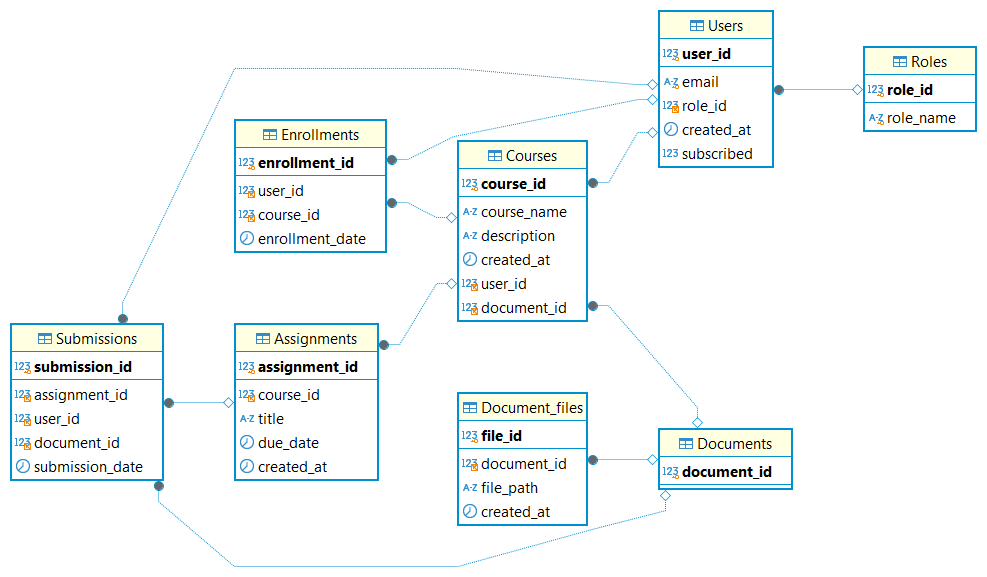 Users
user_id
email
role_id
created_at
subscribed
Roles
role_id
role_name
Enrollments
enrollment_id
user_id
course_id
enrollment_date
Courses
course_id
course_name
description
created_at
user_id
document_id
Submissions
submission_id
assignment_id
user_id
document_id
submission_date
Assignments
assignment_id
course_id
title
due_date
created_at
Document_files
file_id
document_id
file_path
created_at
Documents
document_id